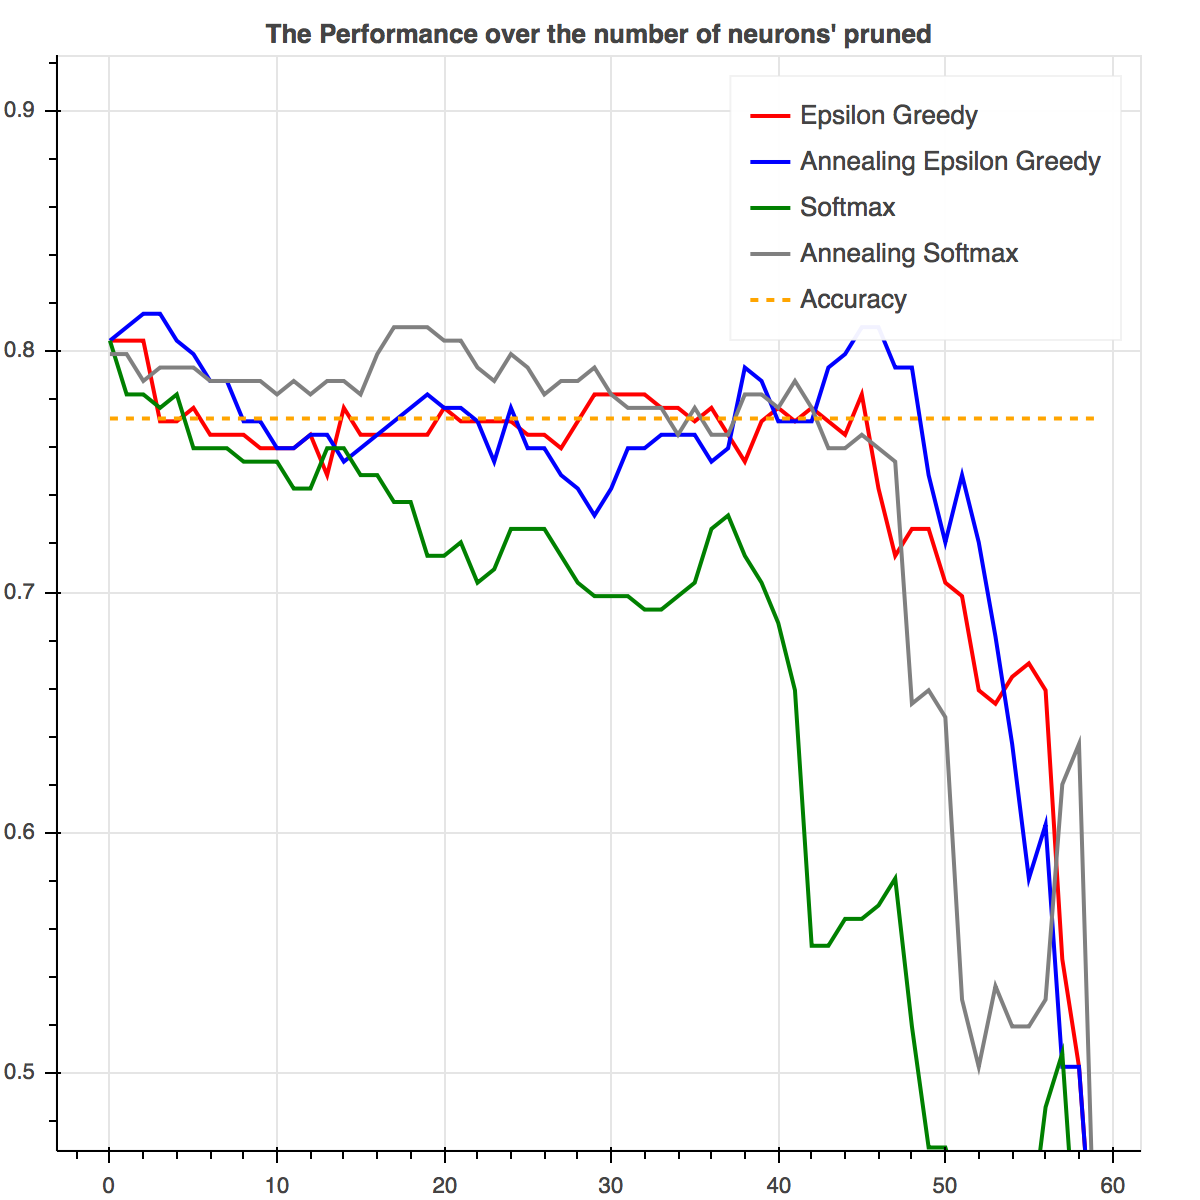 The Performance over the number of neurons' pruned
0.9
0.8
0.7
0.6
0.5
Epsilon Greedy
Annealing Epsilon Greedy
Softmax
Annealing Softmax
Accuracy
0 10 20 30 40 50 60